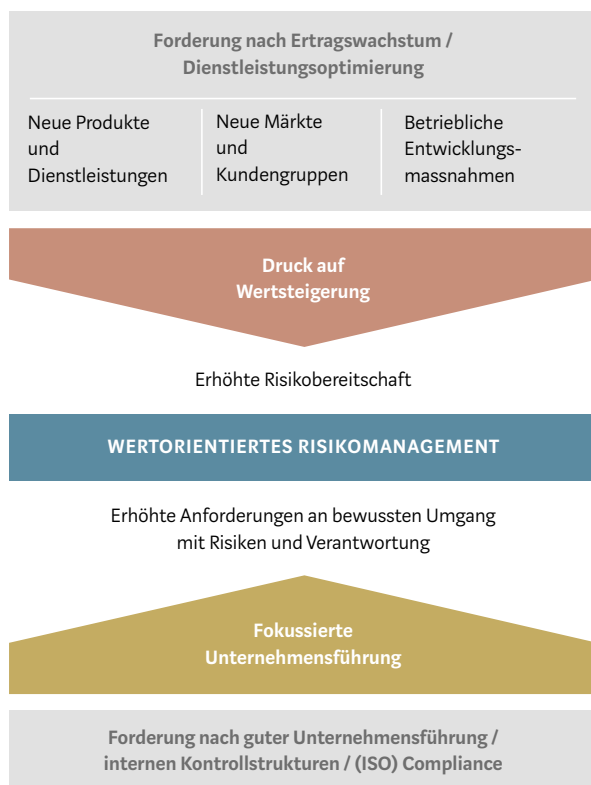 Forderung nach Ertragswachstum /
Dienstleistungsoptimierung
Neue Produkte
und
Dienstleistungen
Neue Märkte
und
Kundengruppen
Betriebliche
Entwicklungs-
massnahmen
Druck auf
Wertsteigerung
Erhöhte Risikobereitschaft
WERTORIENTIERTES RISIKOMANAGEMENT
Erhöhte Anforderungen an bewussten Umgang
mit Risiken und Verantwortung
Fokussierte
Unternehmensführung
Forderung nach guter Unternehmensführung /
internen Kontrollstrukturen / (ISO) Compliance